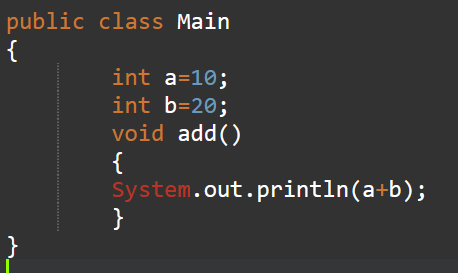 public class Main
{
int a=10;
int b=20;
void add()
{
System.out.println(a+b);
}
}